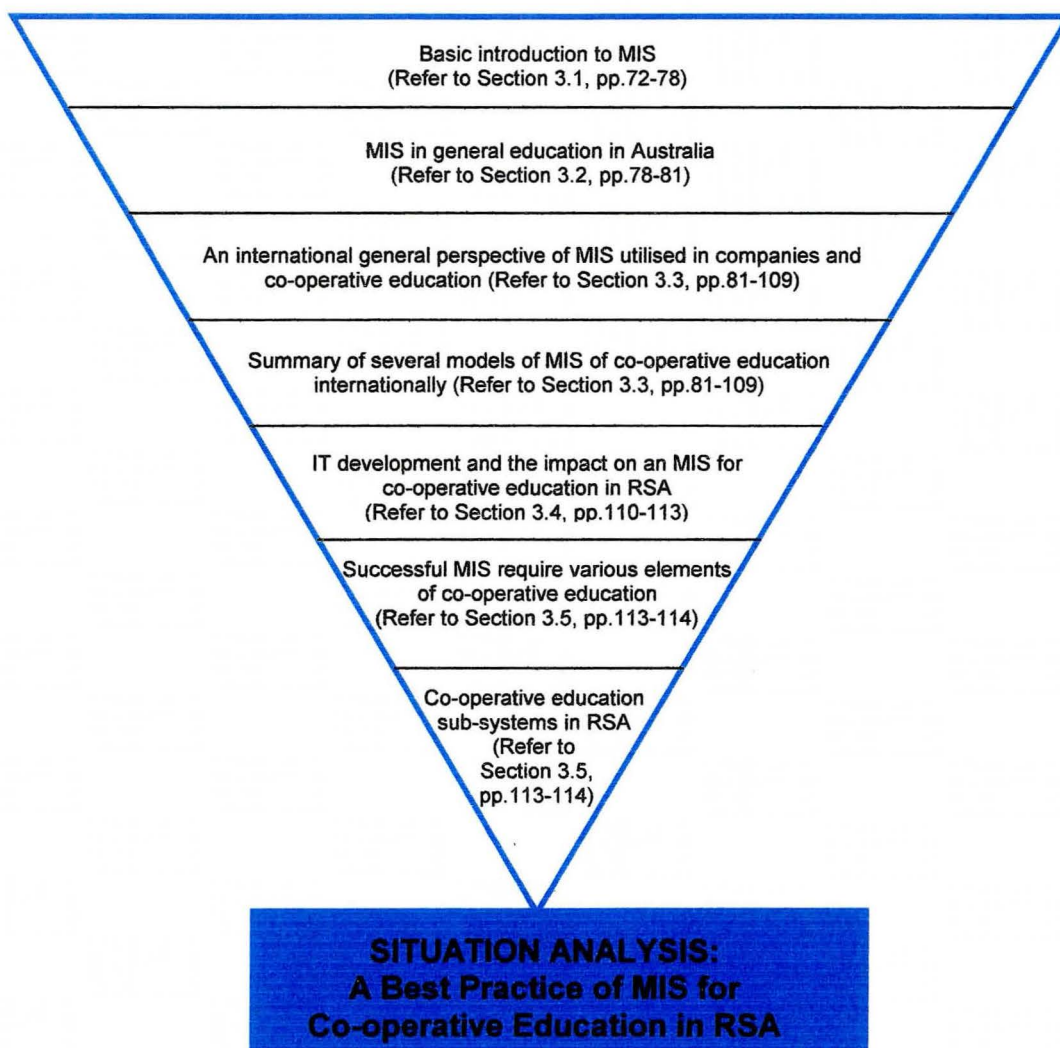 Basic introduction to MIS
(Refer to Section 3.1, pp.72-78)
MIS in general education in Australia
(Refer to Section 3.2, pp.78-81)
An international general perspective of MIS utilised in companies and
co-operative education (Refer to Section 3.3, pp.81-109)
Summary of several models of MIS of co-operative education
internationally (Refer to Section 3.3, pp.81-109)
IT development and the impact on an MIS for
co-operative education in RSA
(Refer to Section 3.4, pp.110-113)
Successful MIS require various elements
of co-operative education
(Refer to Section 3.5, pp.113-114)
Co-operative education
sub-systems in RSA
(Refer to
Section 3.5,
pp.113-114)
SITUATION ANALYSIS:
A Best Practice of MIS for
Co-operative Education in RSA